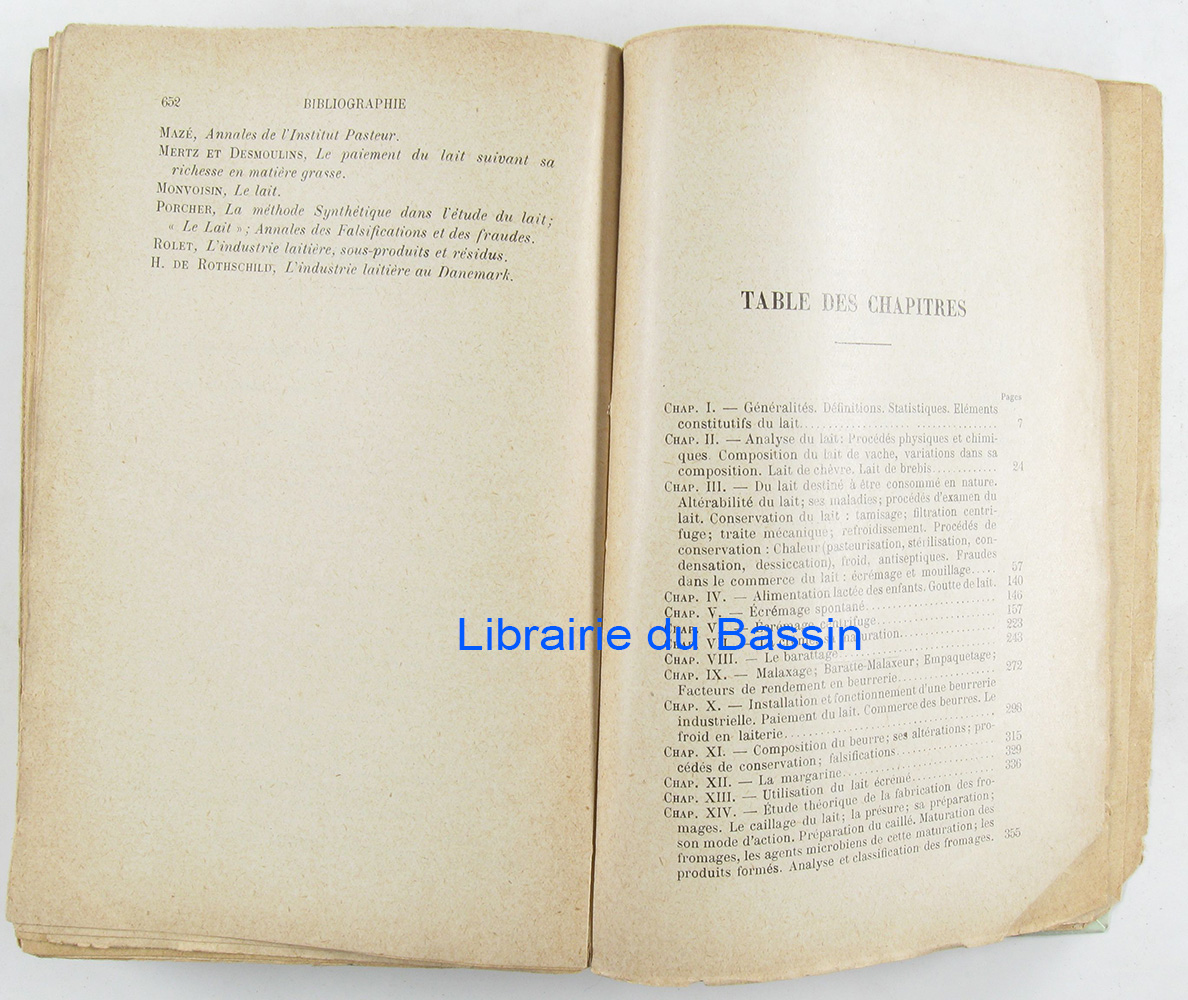 652 BIBLIOGRAPHIE
MAZÉ, Annales de l'Institut Pasteur.
MERTZ ET DESMOULINS, Le paiement du lait suivant sa
richesse en matière grasse.
MONVOISIN, Le lait.
PORCHER, La méthode Synthétique dans l'étude du lait;
« Le Lait »; Annales des Falsifications et des fraudes.
ROLET, L'industrie laitière, sous-produits et résidus.
H. DE ROTHSCHILD, L'industrie laitière au Danemark.
TABLE DES CHAPITRES
Pages
CHAP. I. — Généralités. Définitions. Statistiques. Eléments
constitutifs du lait.................... 7
CHAP. II. — Analyse du lait: Procédés physiques et chimi-
ques. Composition du lait de vache, variations dans sa
composition. Lait de chèvre. Lait de brebis............ 24
CHAP. III. — Du lait destiné à être consommé en nature.
Altérabilité du lait; ses maladies; procédés d'examen du
lait. Conservation du lait : tamisage; filtration centri-
fuge; traite mécanique; refroidissement. Procédés de
conservation : Chaleur (pasteurisation, stérilisation, con-
densation, dessiccation), froid, antiseptiques. Fraudes
dans le commerce du lait : écrémage et mouillage..... 57
CHAP. IV. — Alimentation lactée des enfants. Goutte de lait. 140
CHAP. V. — Écrémage spontané.................... 146
CHAP. V — Écrémage centrifuge.................... 157
CHAP. maturation.................... 223
CHAP. VIII. — Le barattage.................... 243
CHAP. IX. — Malaxage; Baratte-Malaxeur; Empaquetage;
Facteurs de rendement en beurrerie.................... 272
CHAP. X. — Installation et fonctionnement d'une beurrerie
industrielle. Paiement du lait. Commerce des beurres. Le
froid en laiterie.................... 298
CHAP. XI. — Composition du beurre; ses altérations; pro-
cédés de conservation; falsifications.................... 315
CHAP. XII. — La margarine.................... 329
CHAP. XIII. — Utilisation du lait écrémé.................... 336
CHAP. XIV. — Étude théorique de la fabrication des fro-
mages. Le caillage du lait; la présure; sa préparation;
son mode d'action. Préparation du caillé. Maturation des
fromages, les agents microbiens de cette maturation; les
produits formés. Analyse et classification des fromages. 355
Librairie du Bassin